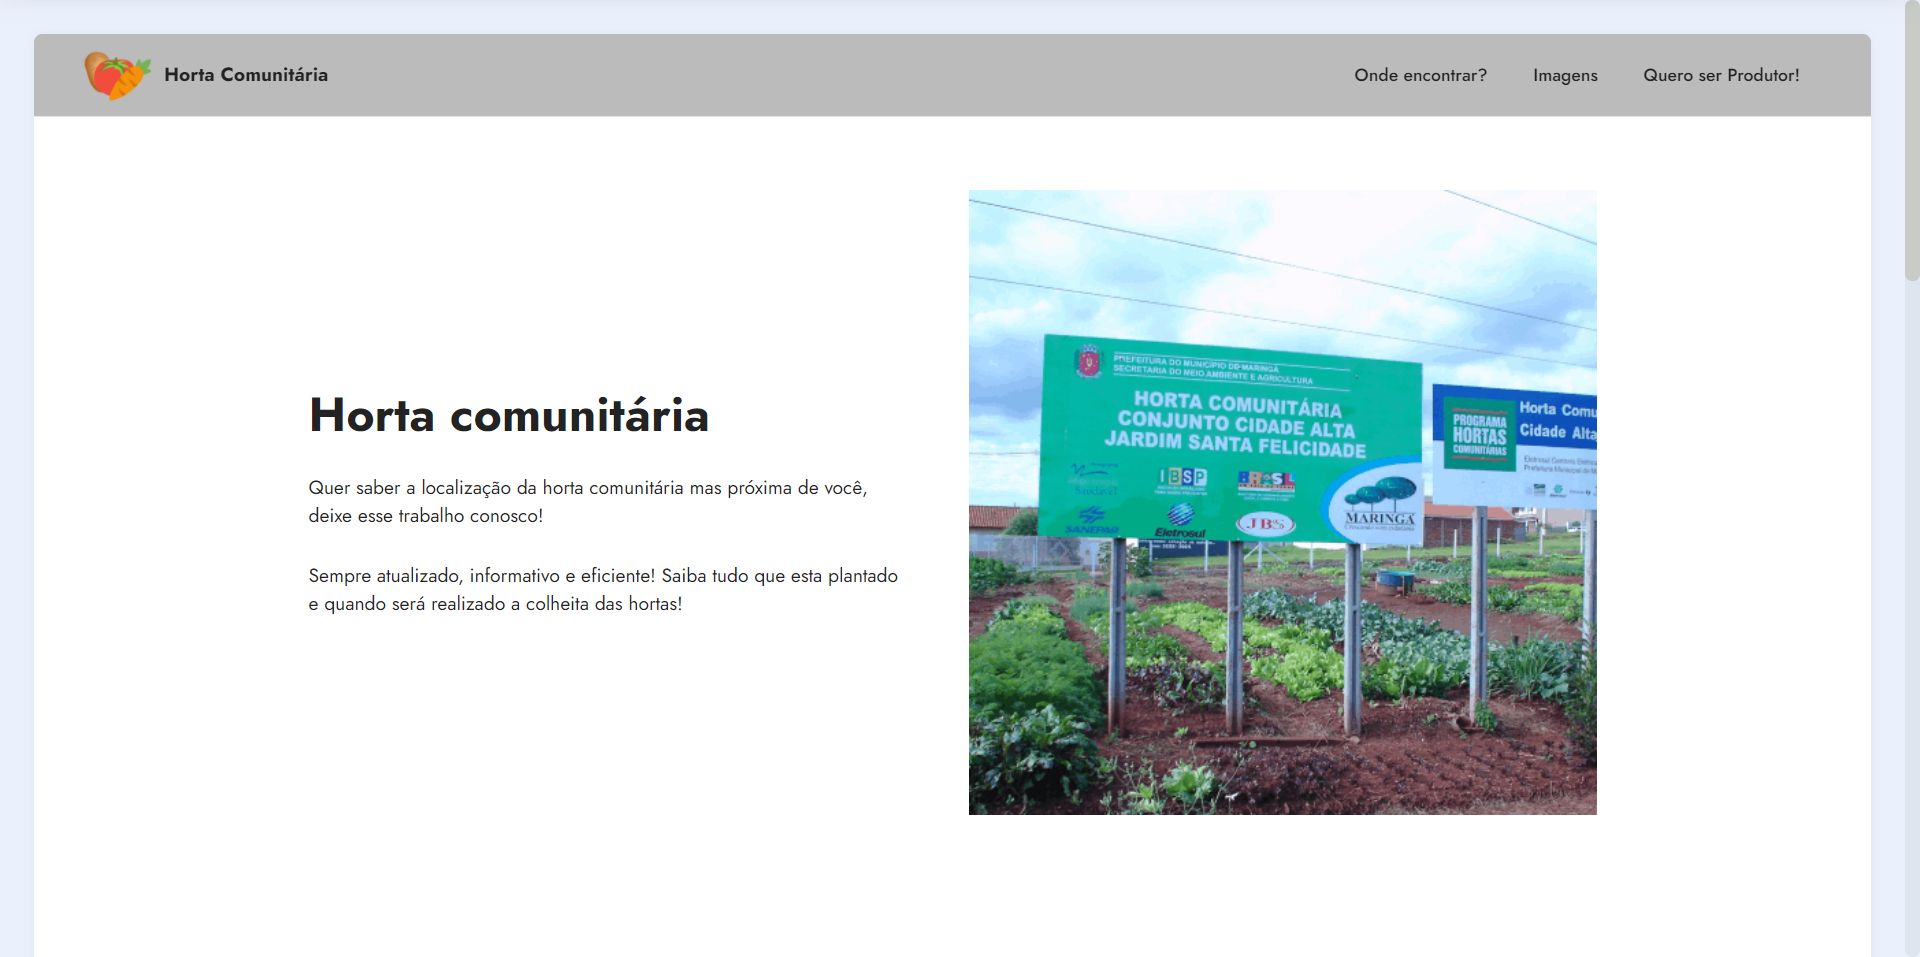 Horta Comunitária
Onde encontrar?
Imagens
Quero ser Produtor!
Horta comunitária
Quer saber a localização da horta comunitária mas próxima de você,
deixe esse trabalho conosco!
Sempre atualizado, informativo e eficiente! Saiba tudo que esta plantado
e quando será realizado a colheita das hortas!
PREFEITURA DO MUNICÍPIO DE MARINGÁ
SECRETARIA DO MEIO AMBIENTE E AGRICULTURA
HORTA COMUNITÁRIA
CONJUNTO CIDADE ALTA
JARDIM SANTA FELICIDADE
Saudável
IBSP
BRASIL
SANEPAR
Eletrosul
JBS
MARINGÁ
PROGRAMA
HORTAS
COMUNITÁRIAS
Horta Comu
Cidade Alta